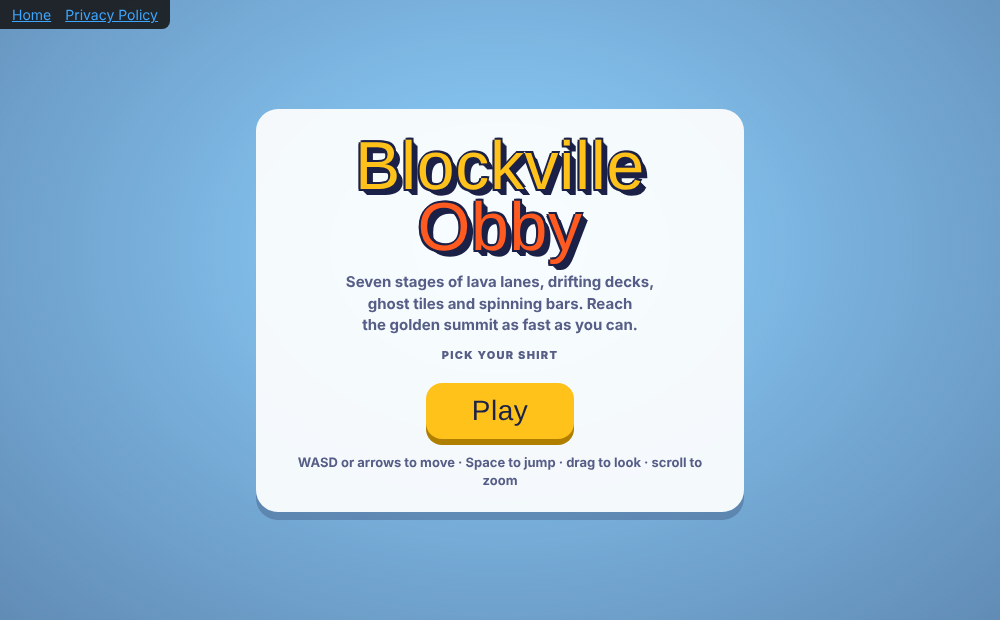 Home Privacy Policy
Blockville
Obby
Seven stages of lava lanes, drifting decks,
ghost tiles and spinning bars. Reach
the golden summit as fast as you can.
PICK YOUR SHIRT
Play
WASD or arrows to move · Space to jump · drag to look · scroll to
zoom